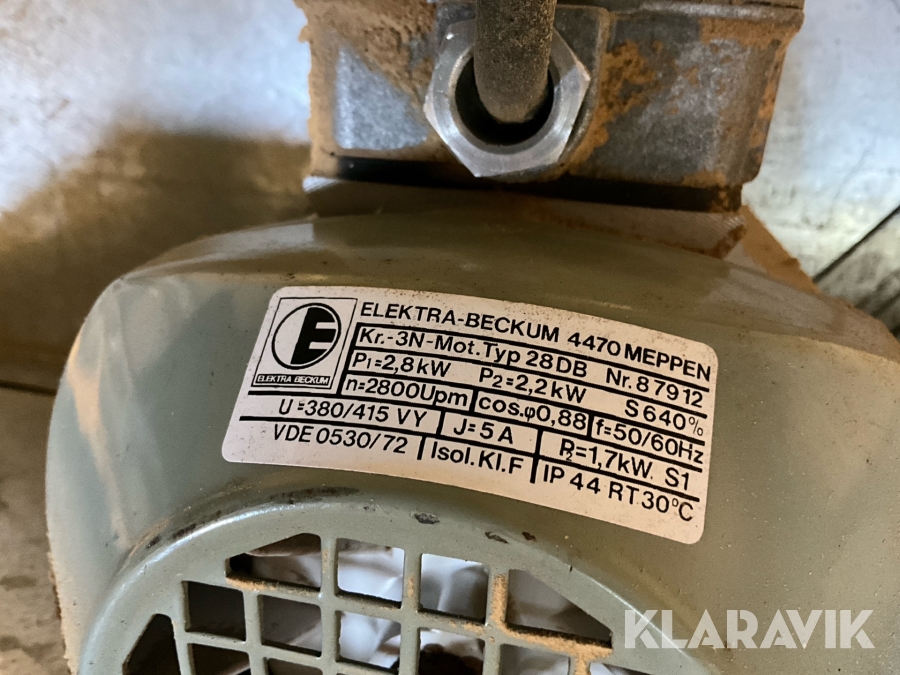 ELEKTRA-BECKUM 4470 MEPPEN
E
ELEKTRA BECKUM
Kr.-3N-Mot. Typ 28DB Nr. 87912
P1=2,8kW P2=2,2kW S640%
n=2800Upm cos.φ0,88 f=50/60Hz
U=380/415 VY J=5A P2=1,7kW. S1
VDE 0530/72 Isol.Kl.F IP 44 RT 30°C
KLARAVIK